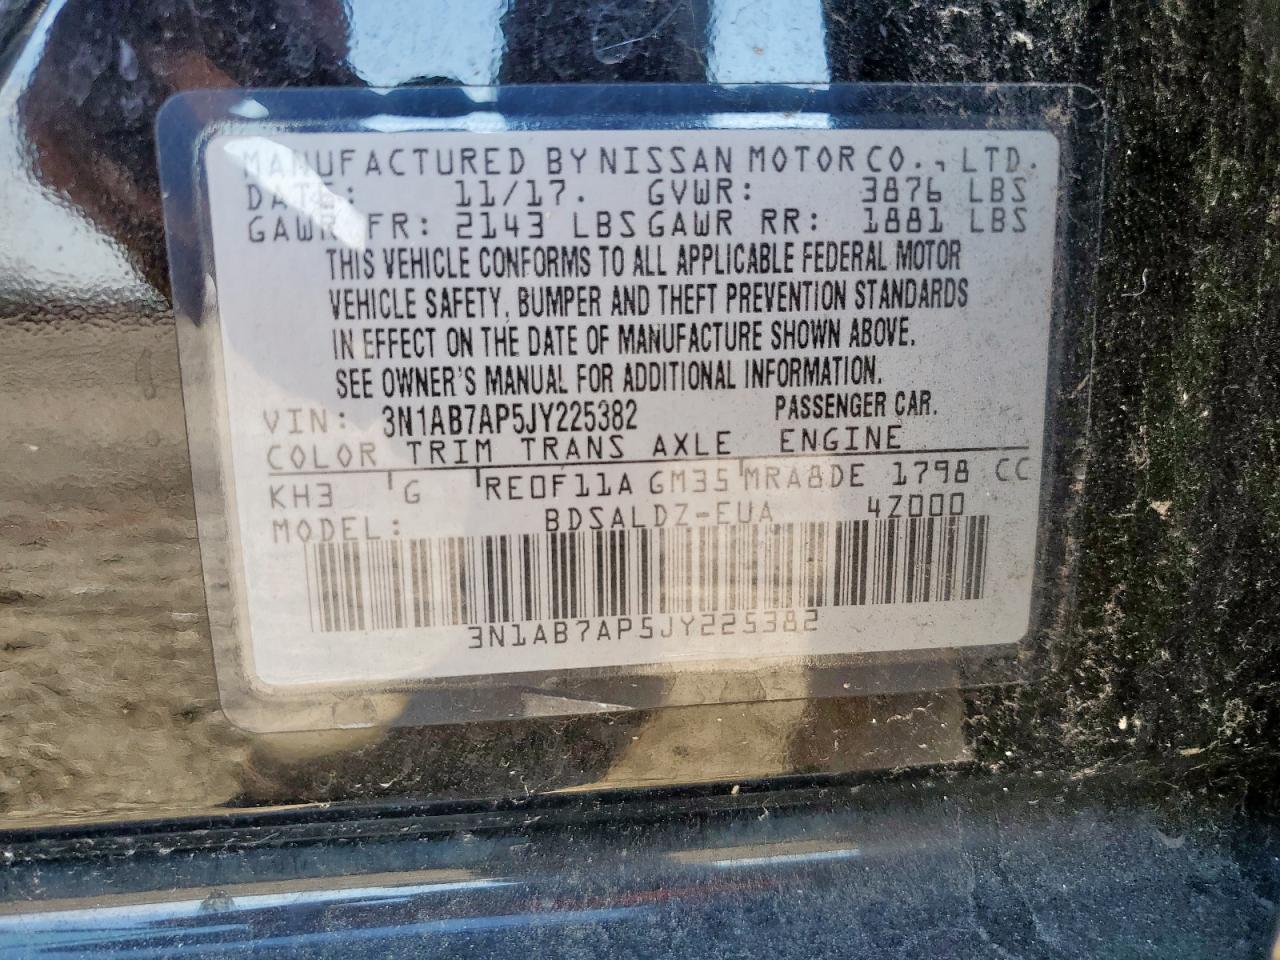 MANUFACTURED BY NISSAN MOTOR CO., LTD.
DATE: 11/17. GVWR: 3876 LBS
GAWR FR: 2143 LBS GAWR RR: 1881 LBS
THIS VEHICLE CONFORMS TO ALL APPLICABLE FEDERAL MOTOR
VEHICLE SAFETY, BUMPER AND THEFT PREVENTION STANDARDS
IN EFFECT ON THE DATE OF MANUFACTURE SHOWN ABOVE.
SEE OWNER'S MANUAL FOR ADDITIONAL INFORMATION.
VIN: 3N1AB7AP5JY225382 PASSENGER CAR.
COLOR TRIM TRANS AXLE ENGINE
KH3 G RE0F11A GM35 MRA8DE 1798 CC
MODEL: BDSALDZ-EUA 4Z000
3N1AB7AP5JY225382